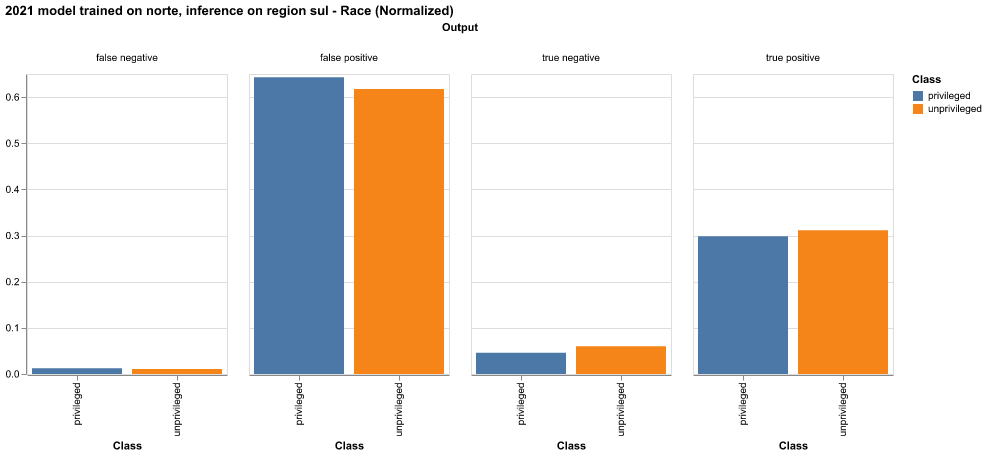 2021 model trained on norte, inference on region sul - Race (Normalized)
Output
false negative
false positive
true negative
true positive
Class
privileged
unprivileged
0.6
0.5
0.4
0.3
0.2
0.1
0.0
privileged
unprivileged
privileged
unprivileged
privileged
unprivileged
privileged
unprivileged
Class
Class
Class
Class